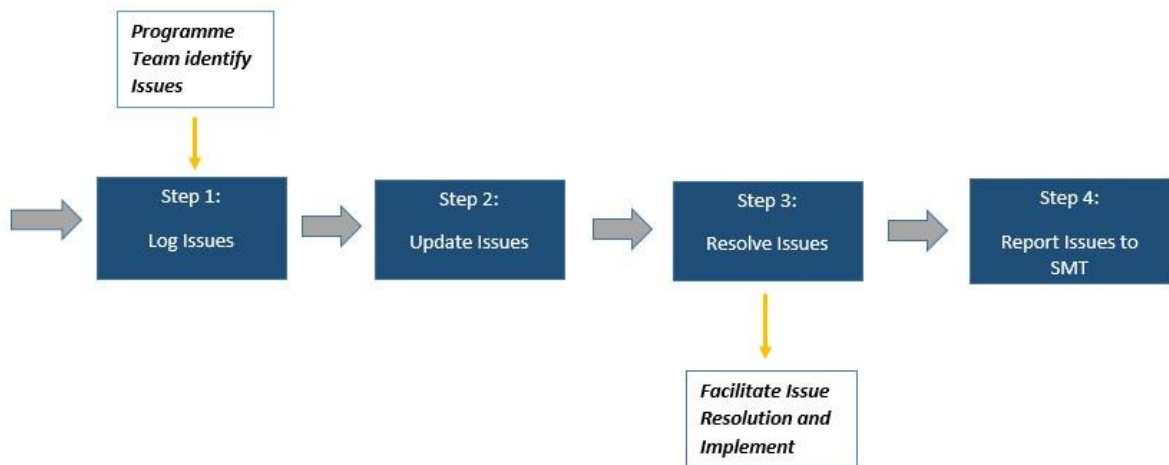 Programme
Team identify
Issues
Step 1:
Log Issues
Step 2:
Update Issues
Step 3:
Resolve Issues
Step 4:
Report Issues to
SMT
Facilitate Issue
Resolution and
Implement